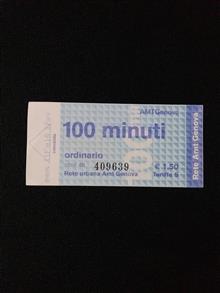 AMTGenova
100 minuti
ordinario
409639
€ 1,50
Rete urbana Amt Genova
Tariffa 5
Rete Amt Genova